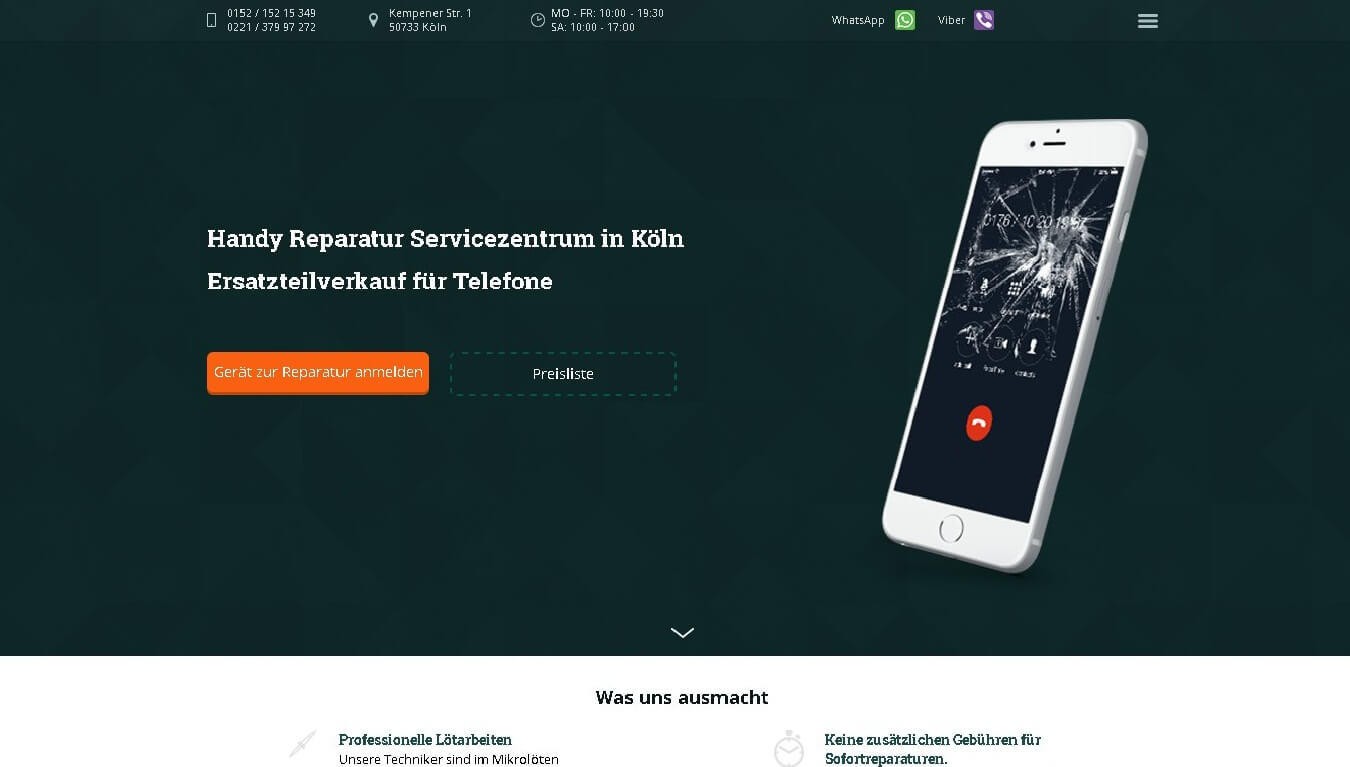 0152 / 152 15 349
0221 / 379 97 272
Kempener Str. 1
50733 Köln
MO - FR: 10:00 - 19:30
SA: 10:00 - 17:00
WhatsApp
Viber
Handy Reparatur Servicezentrum in Köln
Ersatzteilverkauf für Telefone
Gerät zur Reparatur anmelden
Preisliste
Was uns ausmacht
Professionelle Lötarbeiten
Unsere Techniker sind im Mikrolöten
Keine zusätzlichen Gebühren für
Sofortreparaturen.